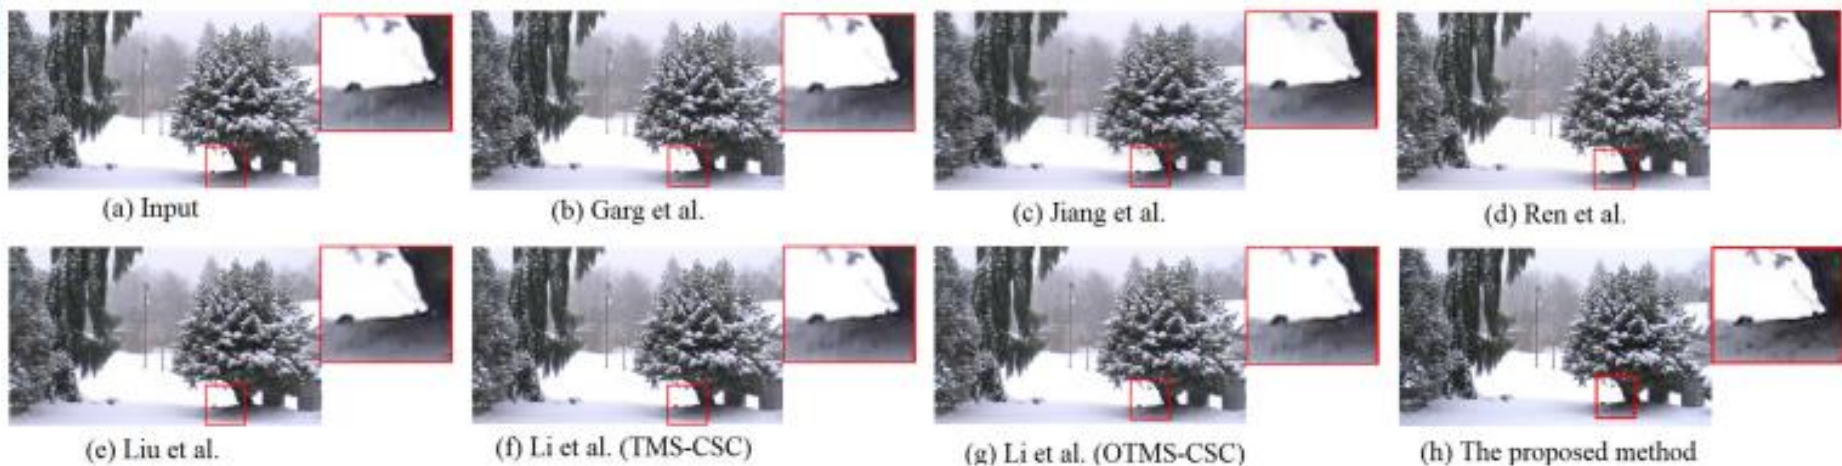 (a) Input
(b) Garg et al.
(c) Jiang et al.
(d) Ren et al.
(e) Liu et al.
(f) Li et al. (TMS-CSC)
(g) Li et al. (OTMS-CSC)
(h) The proposed method